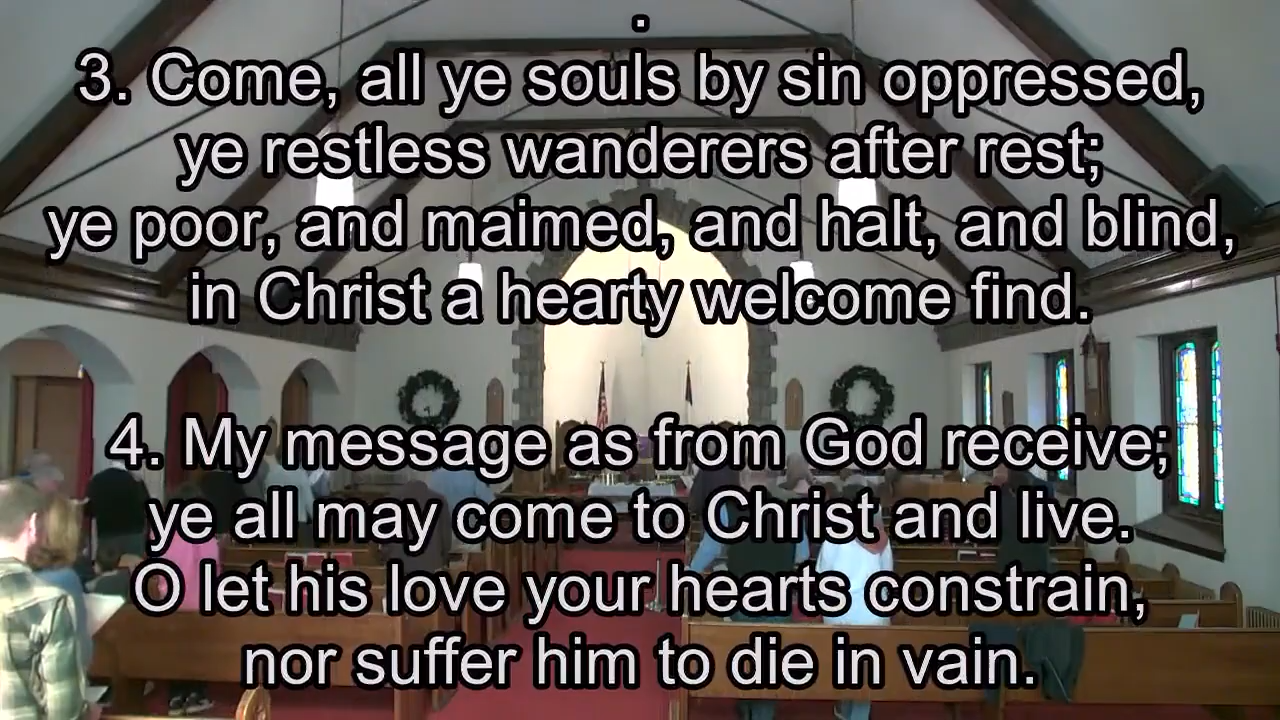 .
3. Come, all ye souls by sin oppressed,
ye restless wanderers after rest;
ye poor, and maimed, and halt, and blind,
in Christ a hearty welcome find.
4. My message as from God receive;
ye all may come to Christ and live.
O let his love your hearts constrain,
nor suffer him to die in vain.